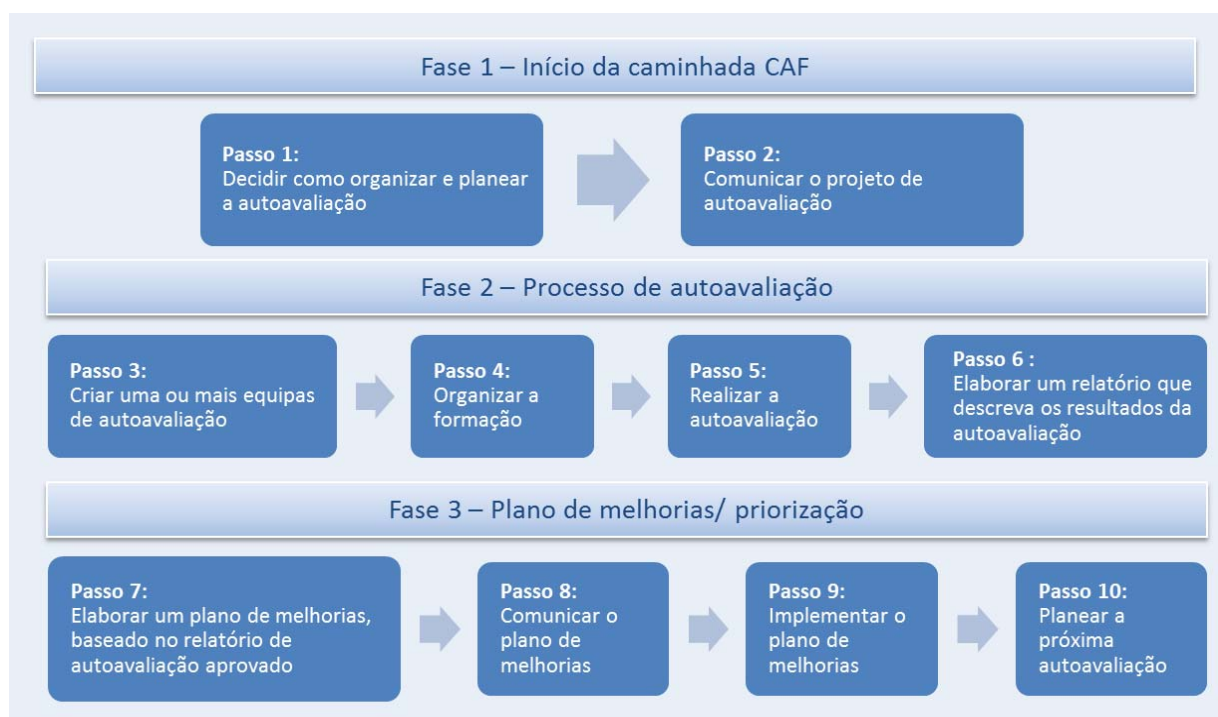 Fase 1 – Início da caminhada CAF
Passo 1:
Decidir como organizar e planear
a autoavaliação
Passo 2:
Comunicar o projeto de
autoavaliação
Fase 2 – Processo de autoavaliação
Passo 3:
Criar uma ou mais equipas
de autoavaliação
Passo 4:
Organizar a
formação
Passo 5:
Realizar a
autoavaliação
Passo 6 :
Elaborar um relatório que
descreva os resultados da
autoavaliação
Fase 3 – Plano de melhorias/ priorização
Passo 7:
Elaborar um plano de melhorias,
baseado no relatório de
autoavaliação aprovado
Passo 8:
Comunicar o
plano de
melhorias
Passo 9:
Implementar o
plano de
melhorias
Passo 10:
Planear a
próxima
autoavaliação